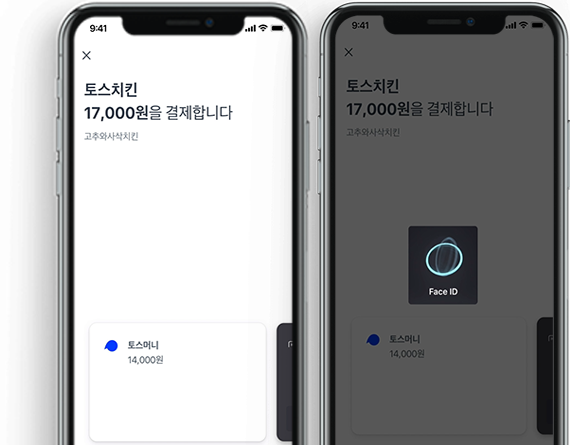 9:41
토스치킨
17,000원을 결제합니다
고추와사삭치킨
토스머니
14,000원
9:41
토스치킨
17,000원을 결제합니다
고추와사삭치킨
Face ID
토스머니
14,000원